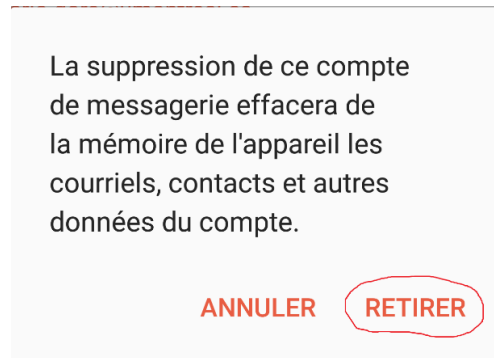 La suppression de ce compte
de messagerie effacera de
la mémoire de l'appareil les
courriels, contacts et autres
données du compte.
ANNULER RETIRER